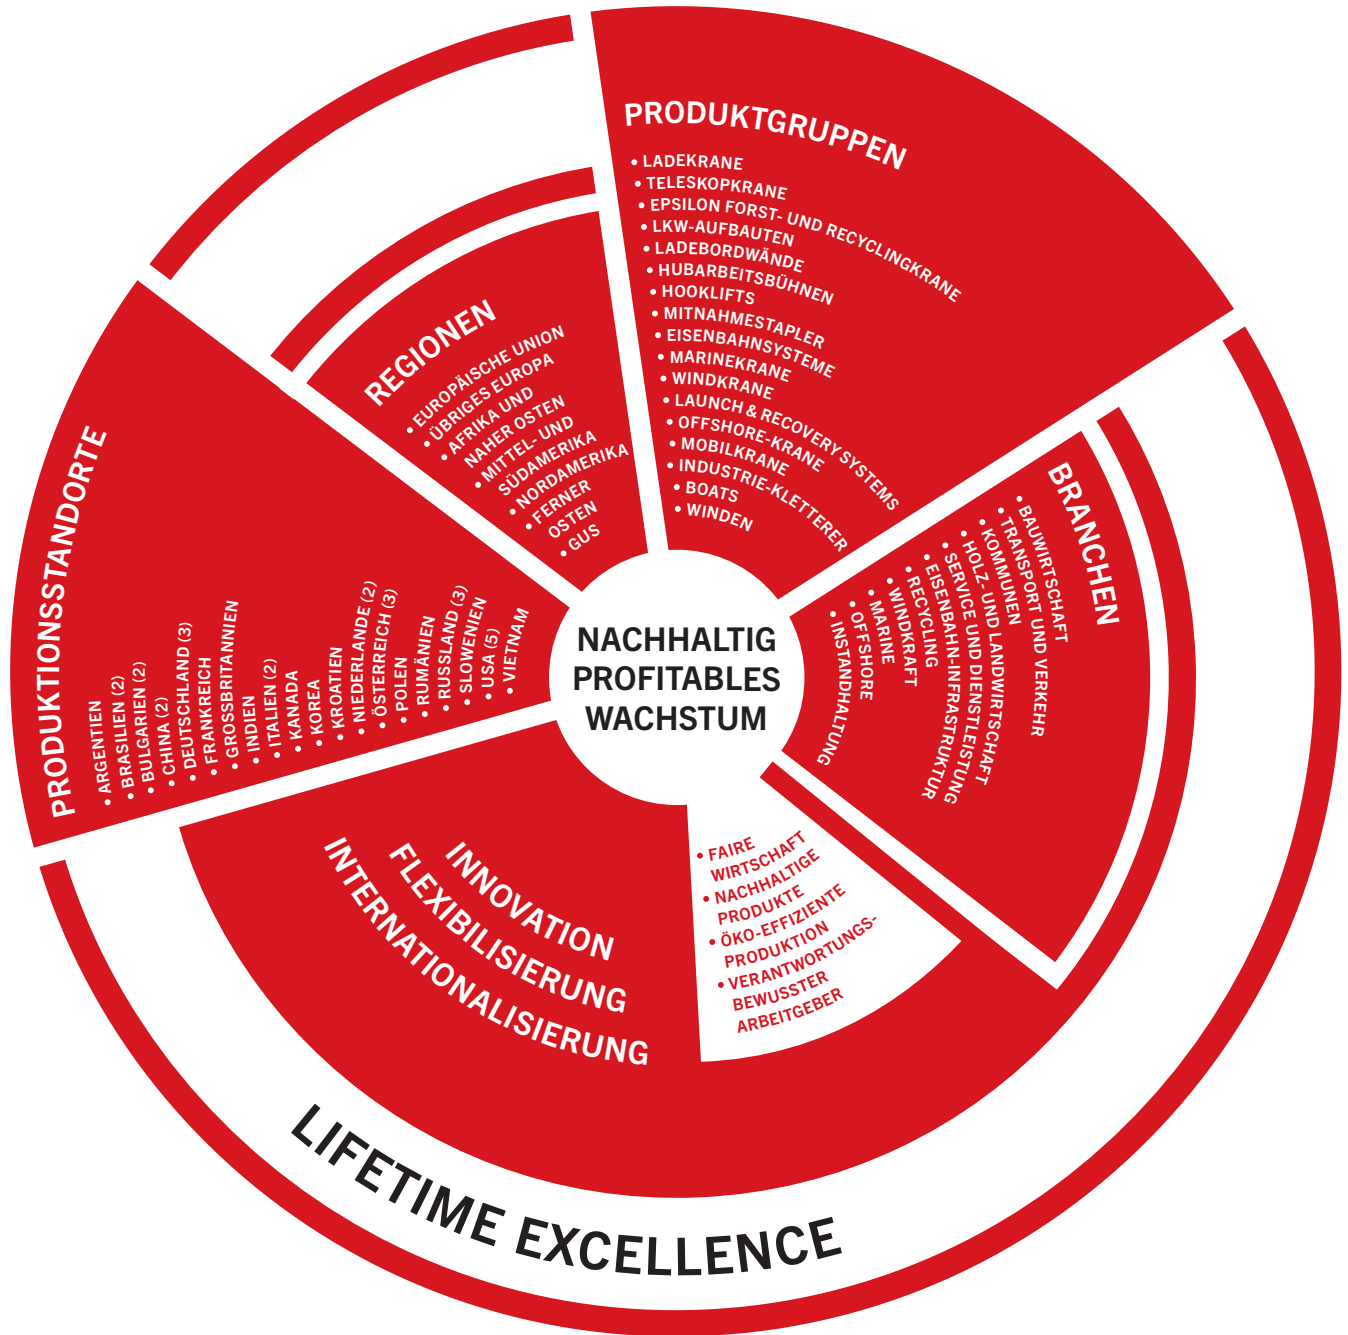 PRODUKTGRUPPEN
• LADEKRANE
• TELESKOPKRANE
• EPSILON FORST- UND RECYCLINGKRANE
• LKW-AUFBAUTEN
• LADEBORDWÄNDE
• HUBARBEITSBÜHNEN
• HOOKLIFTS
• MITNAHMESTAPLER
• EISENBAHNSYSTEME
• MARINEKRANE
• WINDKRANE
• LAUNCH & RECOVERY SYSTEMS
• OFFSHORE-KRANE
• MOBILKRANE
• INDUSTRIE-KLETTERER
• BOATS
• WINDEN
REGIONEN
• EUROPÄISCHE UNION
• ÜBRIGES EUROPA
• AFRIKA UND
NAHER OSTEN
• MITTEL- UND
SÜDAMERIKA
• NORDAMERIKA
• FERNER
OSTEN
• GUS
PRODUKTIONSSTANDORTE
• ARGENTIEN
• BRASILIEN (2)
• BULGARIEN (2)
• CHINA (2)
• DEUTSCHLAND (3)
• FRANKREICH
• GROSSBRITANNIEN
• INDIEN
• ITALIEN (2)
• KANADA
• KOREA
• KROATIEN
• NIEDERLANDE (2)
• ÖSTERREICH (3)
• POLEN
• RUMÄNIEN
• RUSSLAND (3)
• SLOWENIEN
• USA (5)
• VIETNAM
NACHHALTIG
PROFITABLES
WACHSTUM
BRANCHEN
• BAUWIRTSCHAFT
• TRANSPORT UND VERKEHR
• KOMMUNEN
• HOLZ- UND LANDWIRTSCHAFT
• SERVICE UND DIENSTLEISTUNG
• EISENBAHN-INFRASTRUKTUR
• RECYCLING
• WINDKRAFT
• MARINE
• OFFSHORE
• INSTANDHALTUNG
• FAIRE
WIRTSCHAFT
• NACHHALTIGE
PRODUKTE
• ÖKO-EFFIZIENTE
PRODUKTION
• VERANTWORTUNGS-
BEWUSSTER
ARBEITGEBER
INNOVATION
FLEXIBILISIERUNG
INTERNATIONALISIERUNG
LIFETIME EXCELLENCE